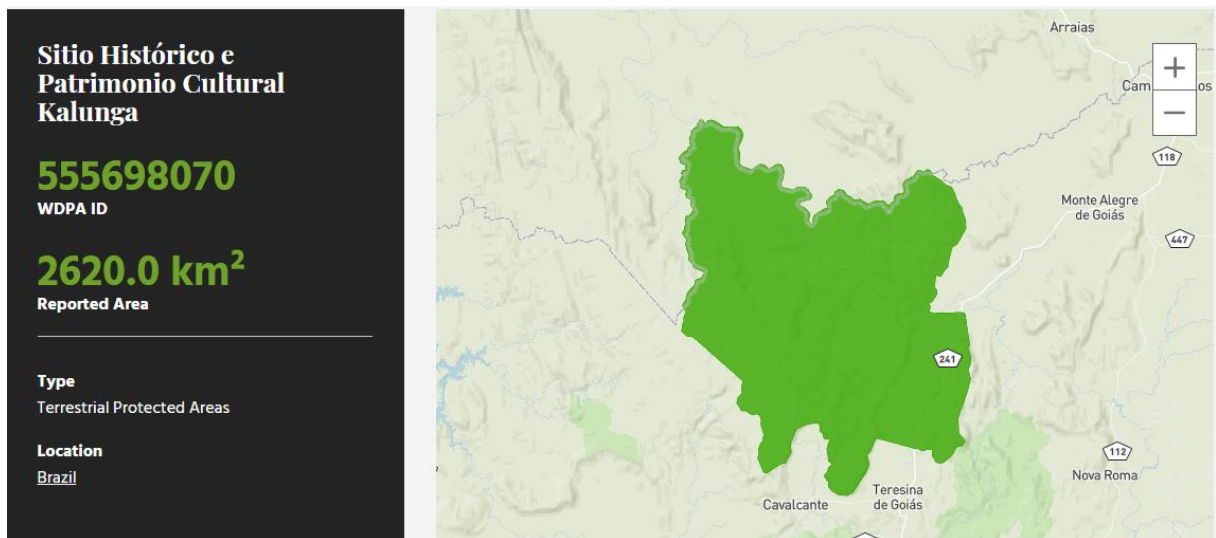 Sitio Histórico e
Patrimonio Cultural
Kalunga
555698070
WDPA ID
2620.0 km²
Reported Area
Type
Terrestrial Protected Areas
Location
Brazil
Arraias
+
−
118
Monte Alegre
de Goiás
447
241
112
Nova Roma
Teresina
de Goiás
Cavalcante